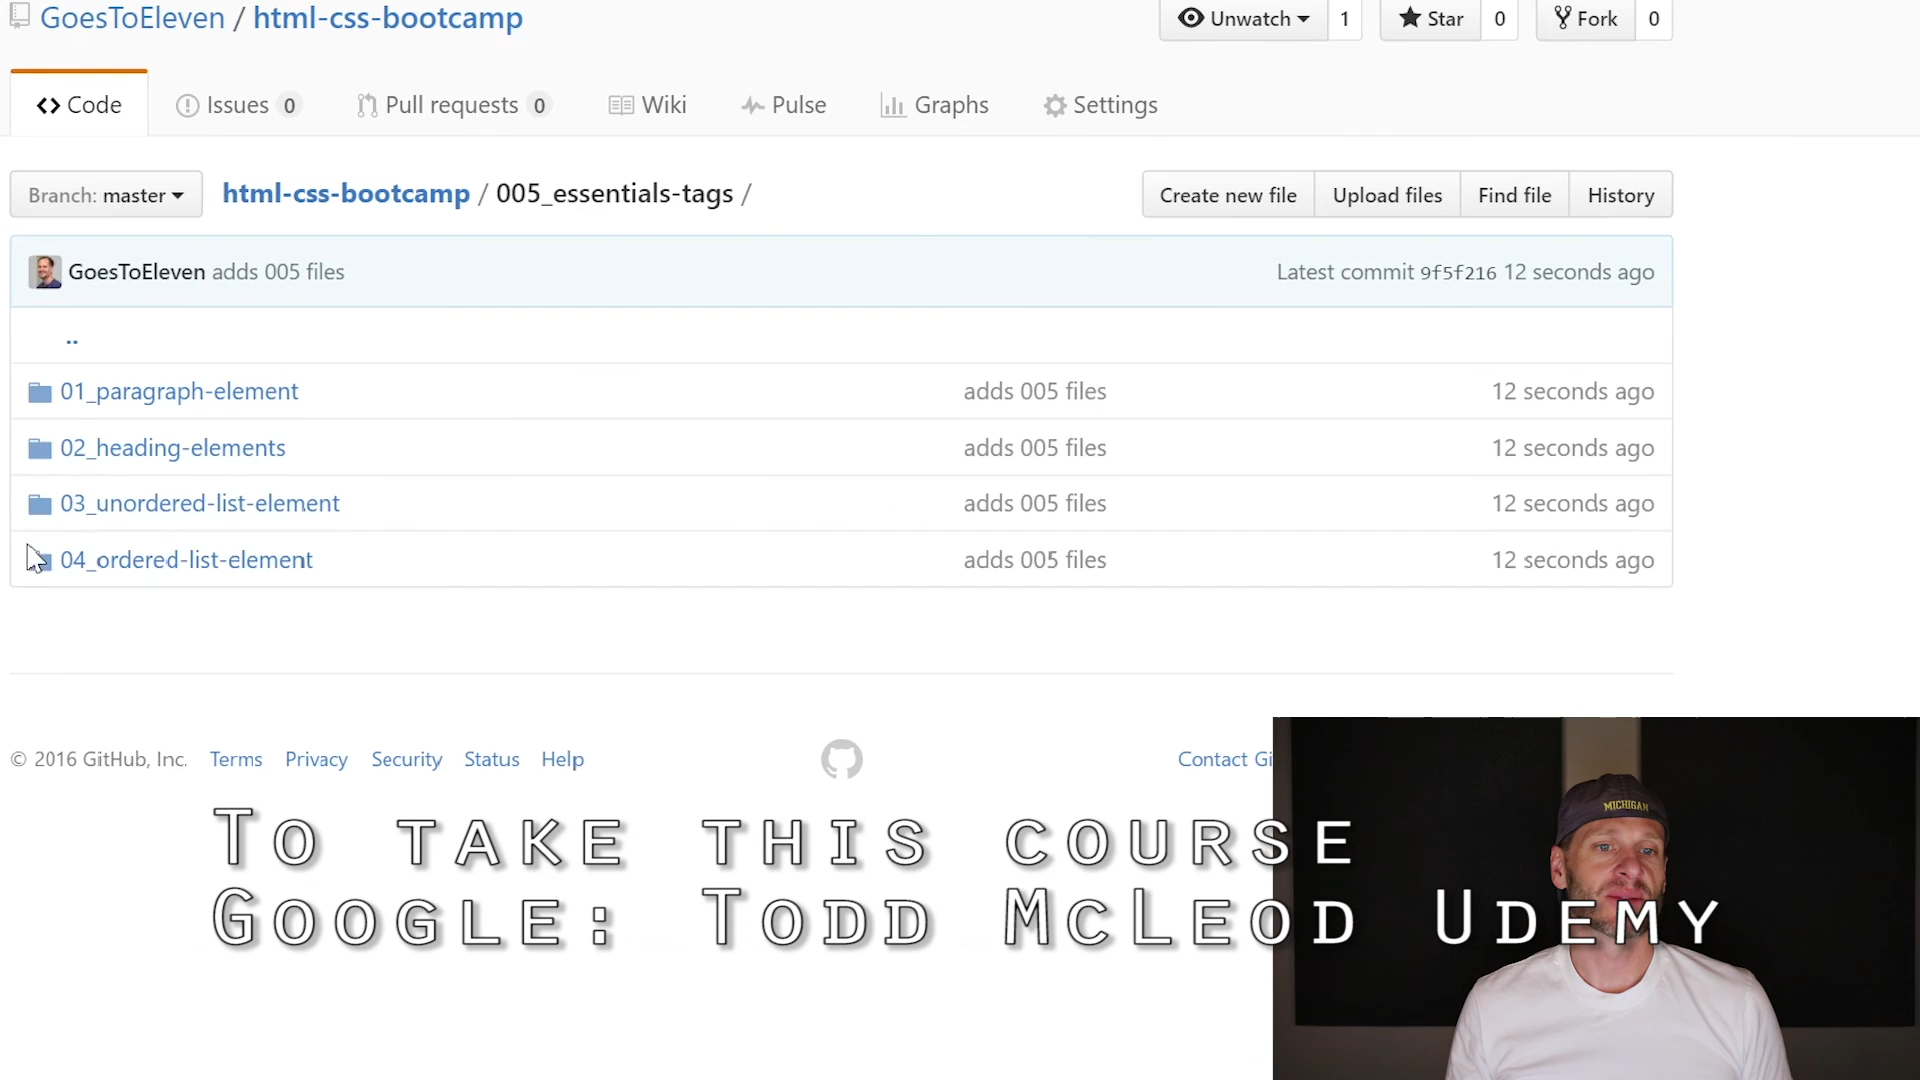 GoesToEleven / html-css-bootcamp
Unwatch 1 Star 0 Fork 0
Code Issues 0 Pull requests 0 Wiki Pulse Graphs Settings
Branch: master html-css-bootcamp / 005_essentials-tags / Create new file Upload files Find file History
GoesToEleven adds 005 files Latest commit 9f5f216 12 seconds ago
..
01_paragraph-element adds 005 files 12 seconds ago
02_heading-elements adds 005 files 12 seconds ago
03_unordered-list-element adds 005 files 12 seconds ago
04_ordered-list-element adds 005 files 12 seconds ago
© 2016 GitHub, Inc. Terms Privacy Security Status Help Contact Gi
MICHIGAN
To take this course
Google: Todd McLeod Udemy